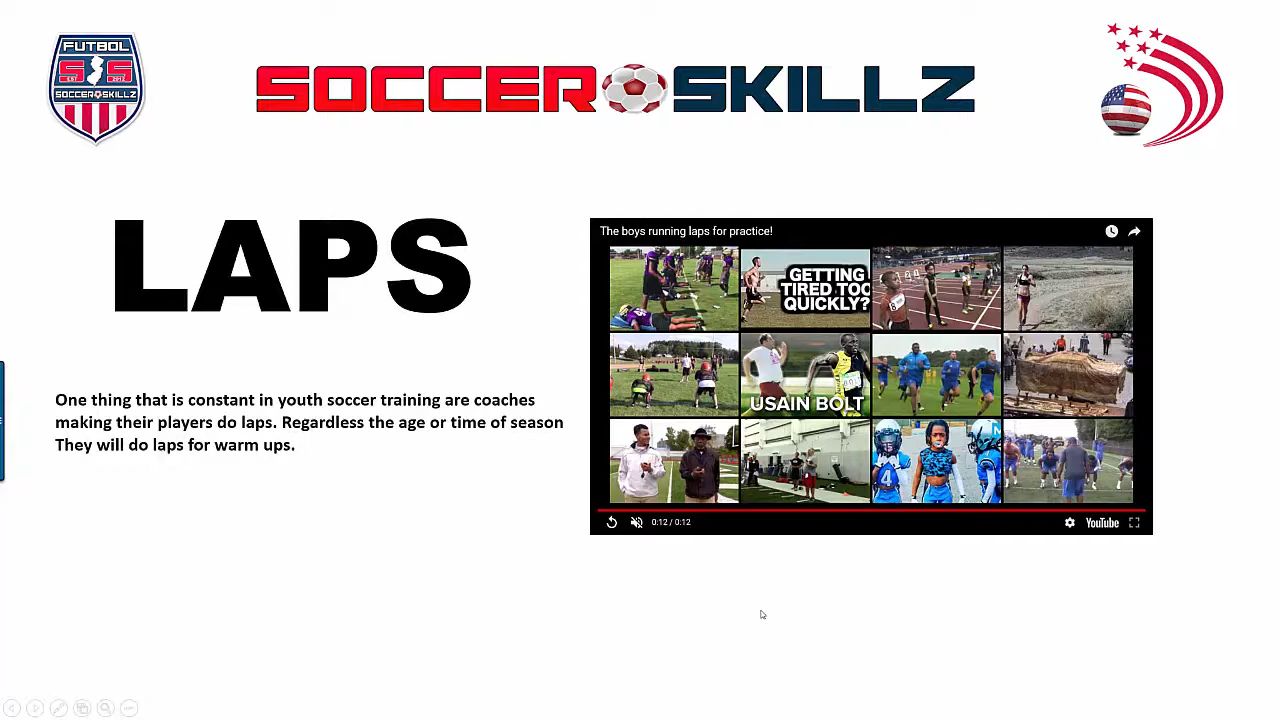 FUTBOL
SS
SOCCER SKILLZ
SOCCER SKILLZ
LAPS
One thing that is constant in youth soccer training are coaches
making their players do laps. Regardless the age or time of season
They will do laps for warm ups.
The boys running laps for practice!
GETTING
TIRED TOO
QUICKLY?
USAIN BOLT
4
0:12 / 0:12
YouTube